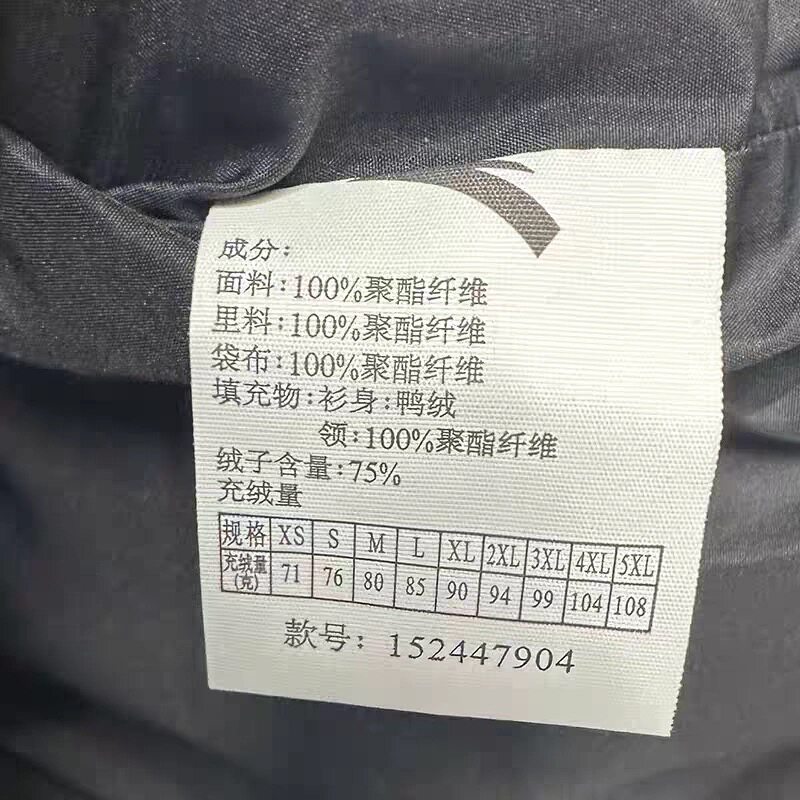 成分:
面料:100%聚酯纤维
里料:100%聚酯纤维
袋布:100%聚酯纤维
填充物:衫身:鸭绒
领:100%聚酯纤维
绒子含量:75%
充绒量
规格 XS S M L XL 2XL 3XL 4XL 5XL
充绒量(克) 71 76 80 85 90 94 99 104 108
款号: 152447904